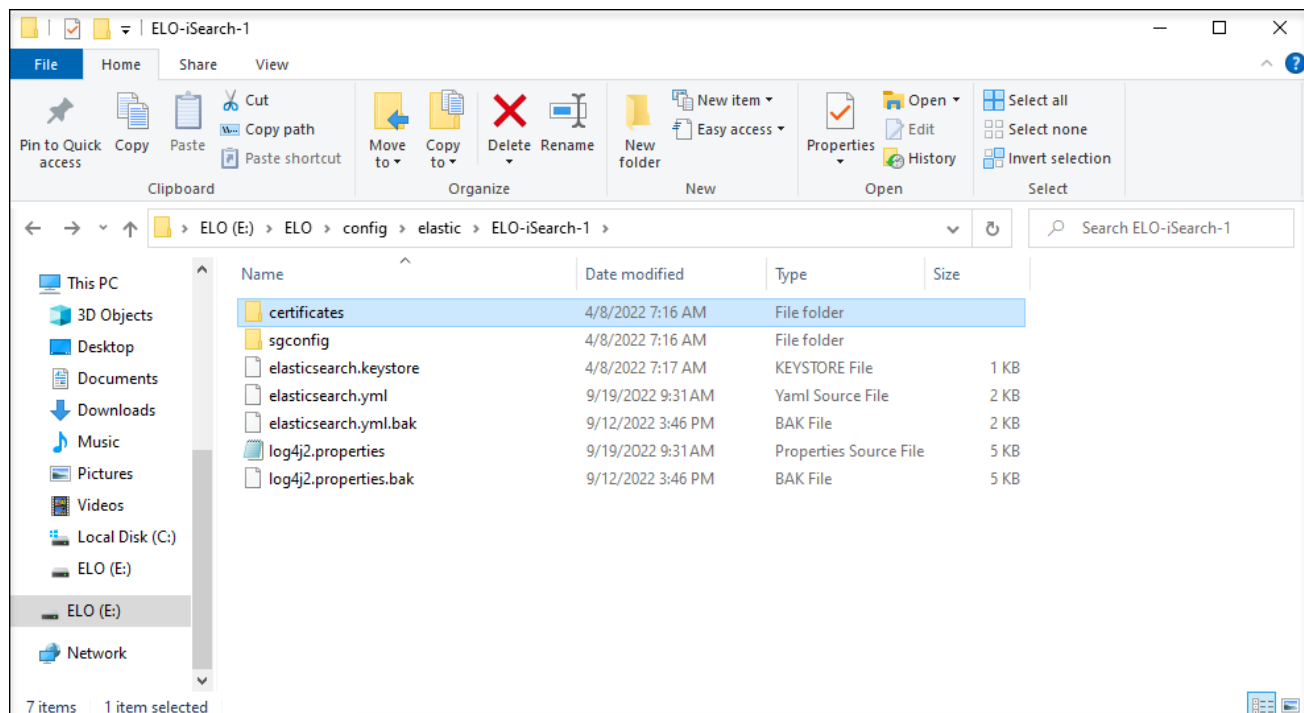 ELO-iSearch-1
File Home Share View
Pin to Quick access
Copy
Paste
Cut
Copy path
Paste shortcut
Clipboard
Move to
Copy to
Delete
Rename
Organize
New folder
New item
Easy access
New
Properties
Open
Edit
History
Open
Select all
Select none
Invert selection
Select
ELO (E:) > ELO > config > elastic > ELO-iSearch-1 >
Search ELO-iSearch-1
This PC
3D Objects
Desktop
Documents
Downloads
Music
Pictures
Videos
Local Disk (C:)
ELO (E:)
ELO (E:)
Network
Name Date modified Type Size
certificates 4/8/2022 7:16 AM File folder
sgconfig 4/8/2022 7:16 AM File folder
elasticsearch.keystore 4/8/2022 7:17 AM KEYSTORE File 1 KB
elasticsearch.yml 9/19/2022 9:31 AM Yaml Source File 2 KB
elasticsearch.yml.bak 9/12/2022 3:46 PM BAK File 2 KB
log4j2.properties 9/19/2022 9:31 AM Properties Source File 5 KB
log4j2.properties.bak 9/12/2022 3:46 PM BAK File 5 KB
7 items 1 item selected